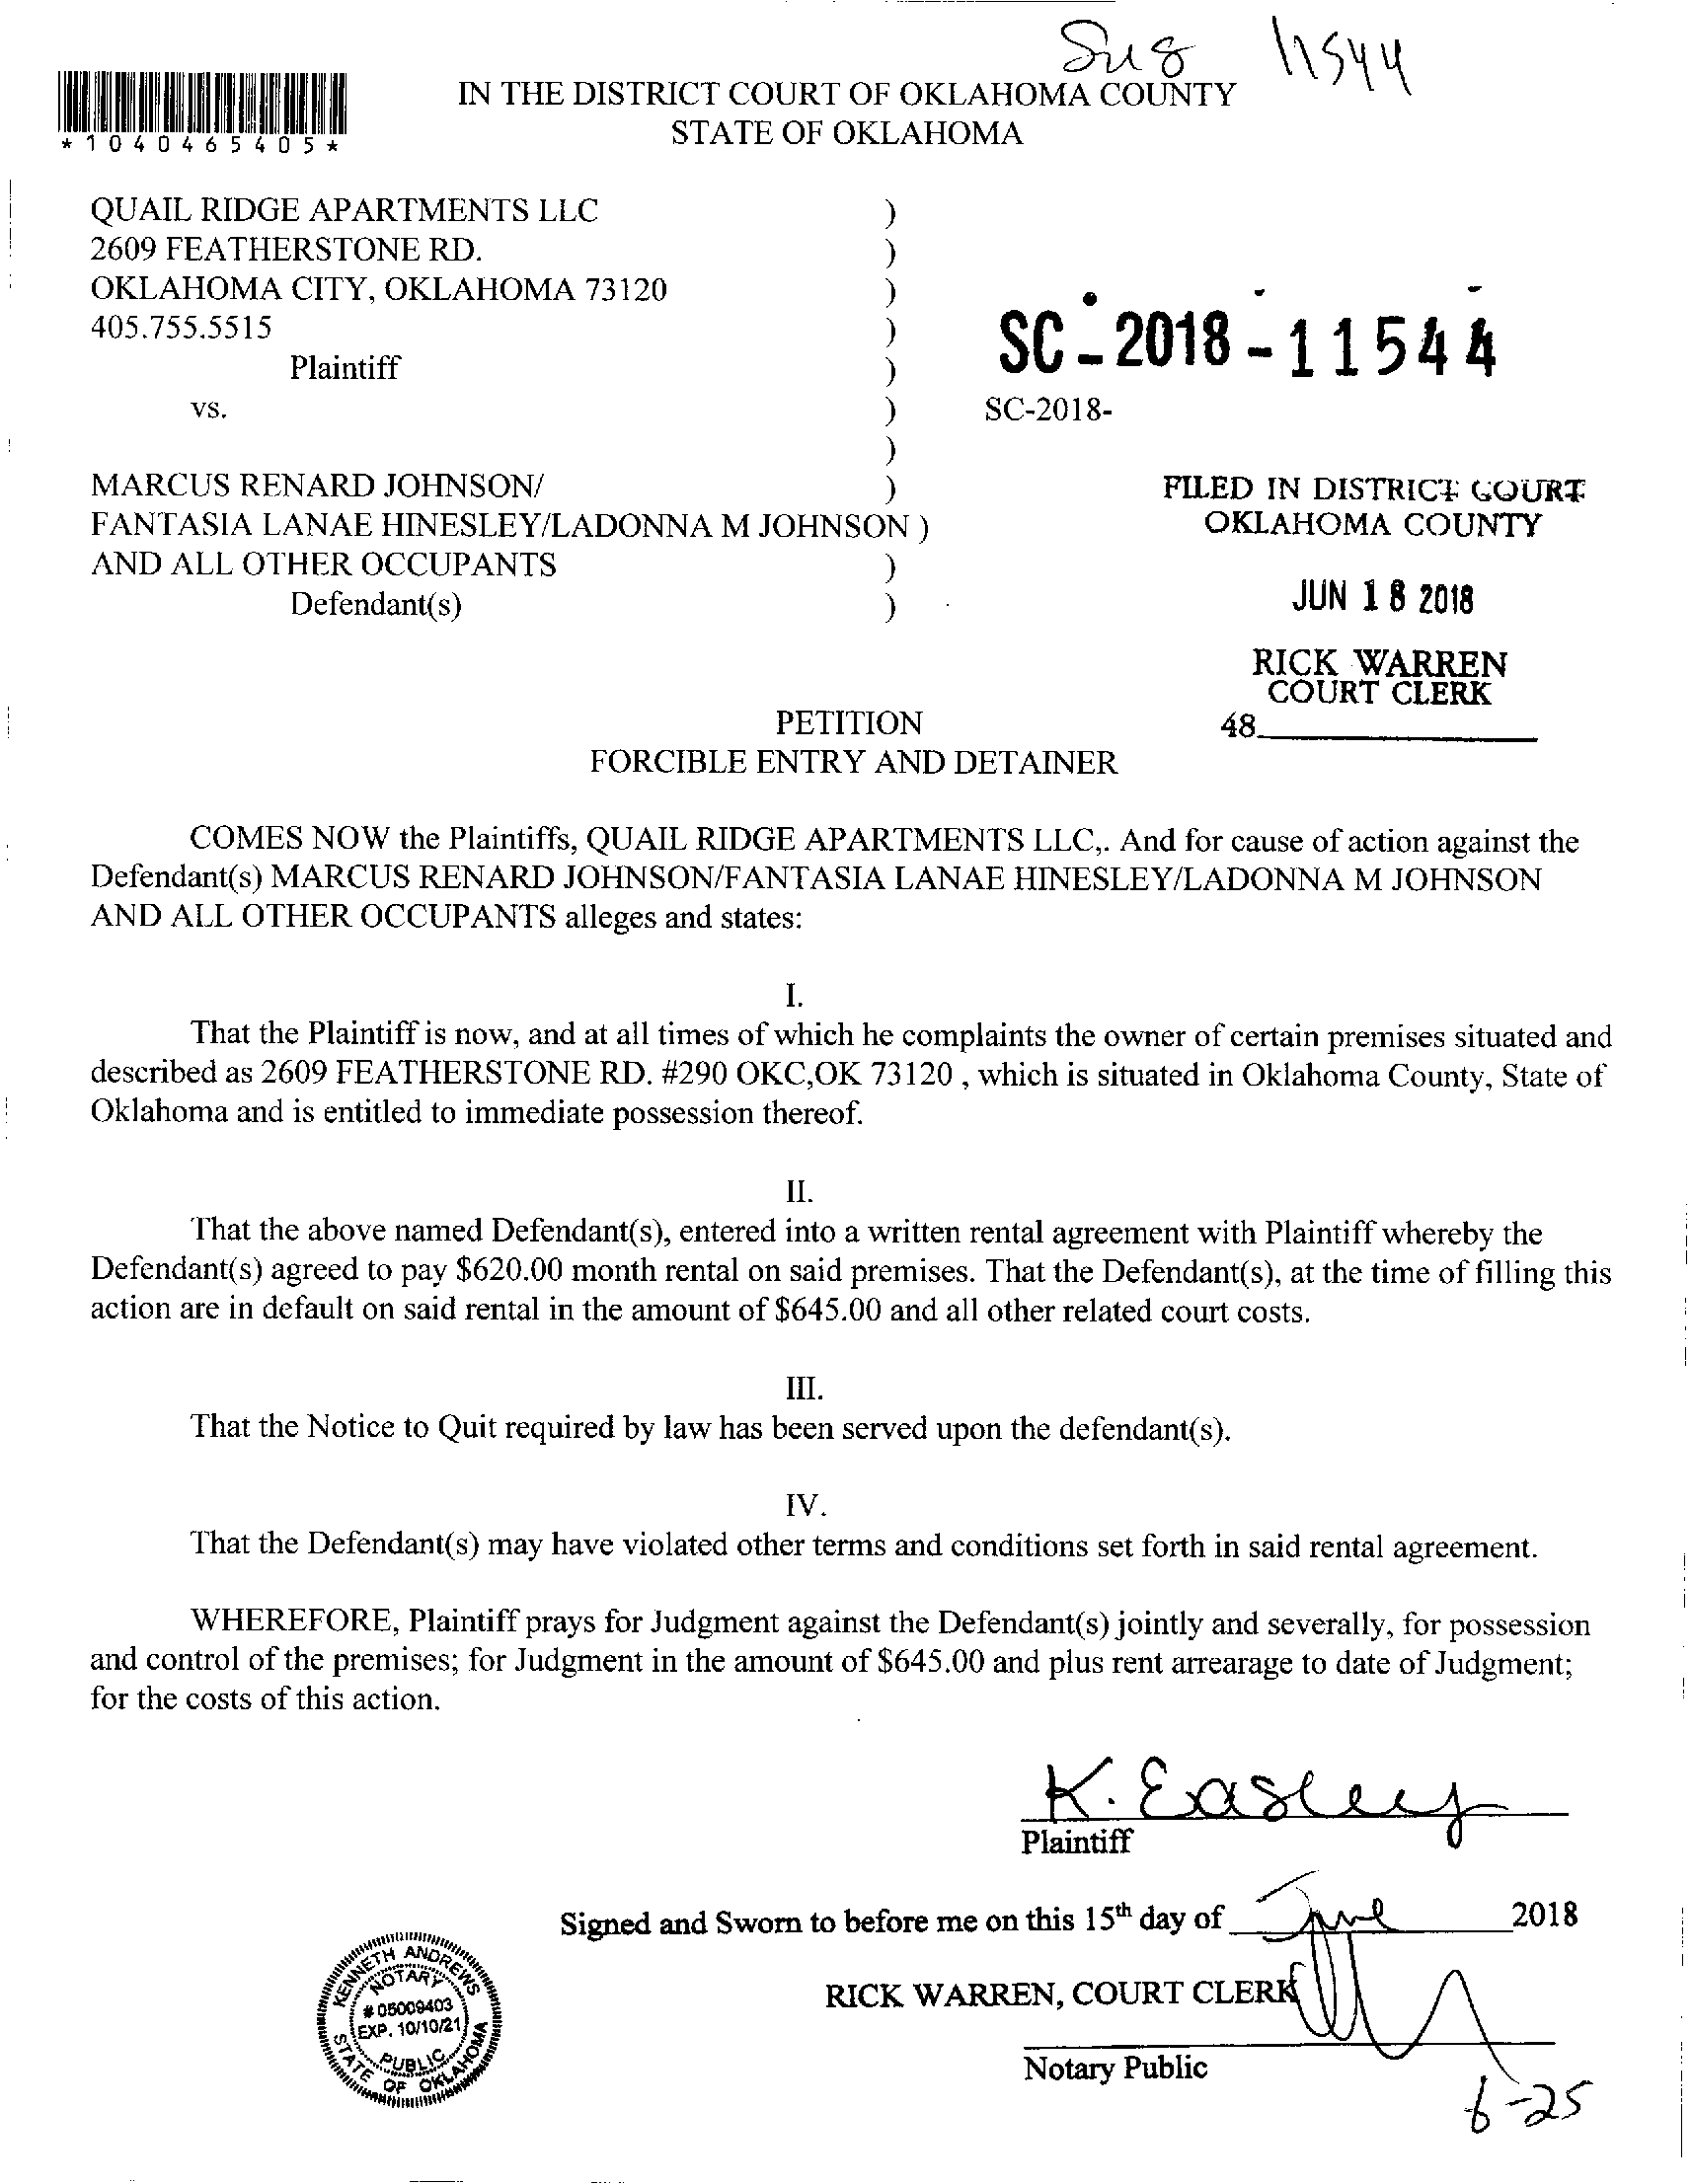 Sug 11544
IN THE DISTRICT COURT OF OKLAHOMA COUNTY
STATE OF OKLAHOMA
*1040465405*
QUAIL RIDGE APARTMENTS LLC )
2609 FEATHERSTONE RD. )
OKLAHOMA CITY, OKLAHOMA 73120 )
405.755.5515 )
Plaintiff )
SC-2018-11544
vs. ) SC-2018-
)
MARCUS RENARD JOHNSON/ )
FANTASIA LANAE HINESLEY/LADONNA M JOHNSON )
AND ALL OTHER OCCUPANTS )
Defendant(s) )
FILED IN DISTRICT COURT
OKLAHOMA COUNTY
JUN 18 2018
RICK WARREN
COURT CLERK
48
PETITION
FORCIBLE ENTRY AND DETAINER
COMES NOW the Plaintiffs, QUAIL RIDGE APARTMENTS LLC,. And for cause of action against the
Defendant(s) MARCUS RENARD JOHNSON/FANTASIA LANAE HINESLEY/LADONNA M JOHNSON
AND ALL OTHER OCCUPANTS alleges and states:
I.
That the Plaintiff is now, and at all times of which he complaints the owner of certain premises situated and
described as 2609 FEATHERSTONE RD. #290 OKC,OK 73120 , which is situated in Oklahoma County, State of
Oklahoma and is entitled to immediate possession thereof.
II.
That the above named Defendant(s), entered into a written rental agreement with Plaintiff whereby the
Defendant(s) agreed to pay $620.00 month rental on said premises. That the Defendant(s), at the time of filling this
action are in default on said rental in the amount of $645.00 and all other related court costs.
III.
That the Notice to Quit required by law has been served upon the defendant(s).
IV.
That the Defendant(s) may have violated other terms and conditions set forth in said rental agreement.
WHEREFORE, Plaintiff prays for Judgment against the Defendant(s) jointly and severally, for possession
and control of the premises; for Judgment in the amount of $645.00 and plus rent arrearage to date of Judgment;
for the costs of this action.
K. Easley
Plaintiff
Signed and Sworn to before me on this 15th day of June 2018
RICK WARREN, COURT CLERK
Notary Public
6-25
KENNETH ANDREWS
NOTARY
# 05009403
EXP. 10/10/21
PUBLIC
STATE OF OKLAHOMA